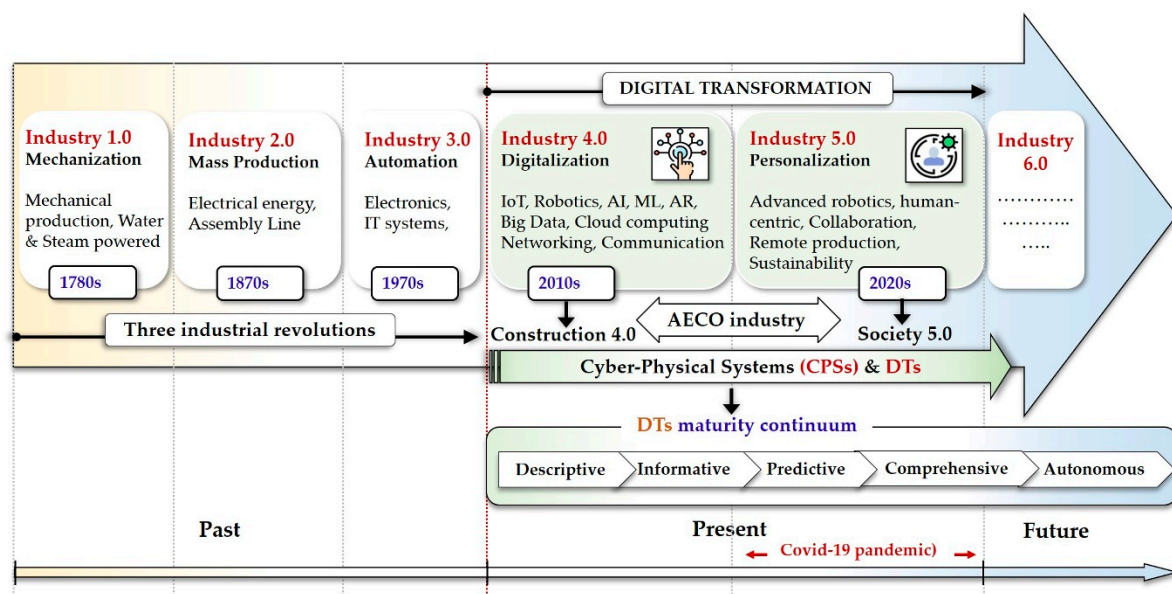 DIGITAL TRANSFORMATION
Industry 1.0
Mechanization
Mechanical
production, Water
& Steam powered
1780s
Industry 2.0
Mass Production
Electrical energy,
Assembly Line
1870s
Industry 3.0
Automation
Electronics,
IT systems,
1970s
Industry 4.0
Digitalization
IoT, Robotics, AI, ML, AR,
Big Data, Cloud computing
Networking, Communication
2010s
Industry 5.0
Personalization
Advanced robotics, human-
centric, Collaboration,
Remote production,
Sustainability
2020s
Industry
6.0
…………
………..
…..
Three industrial revolutions
Construction 4.0
AECO industry
Society 5.0
Cyber-Physical Systems (CPSs) & DTs
DTs maturity continuum
Descriptive
Informative
Predictive
Comprehensive
Autonomous
Past
Present
Future
Covid-19 pandemic)